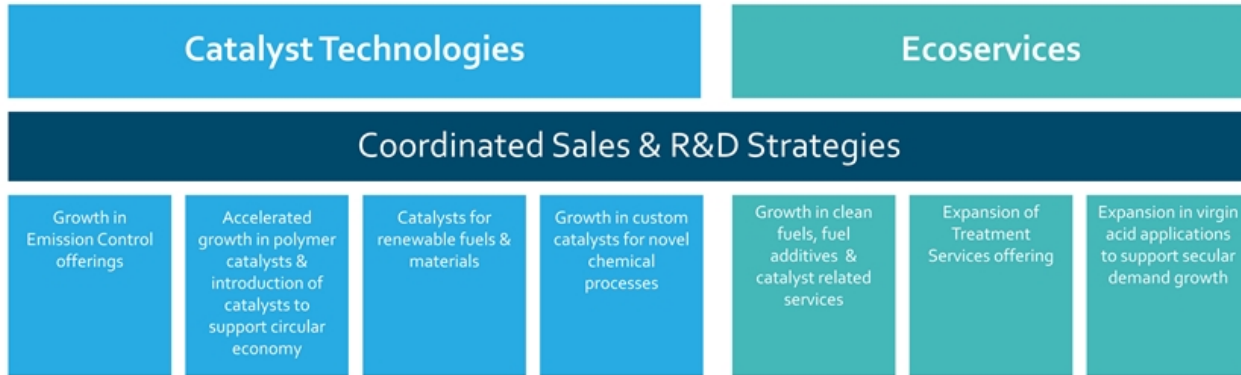 Catalyst Technologies
Ecoservices
Coordinated Sales & R&D Strategies
Growth in
Emission Control
offerings
Accelerated
growth in polymer
catalysts &
introduction of
catalysts to
support circular
economy
Catalysts for
renewable fuels &
materials
Growth in custom
catalysts for novel
chemical
processes
Growth in clean
fuels, fuel
additives &
catalyst related
services
Expansion of
Treatment
Services offering
Expansion in virgin
acid applications
to support secular
demand growth